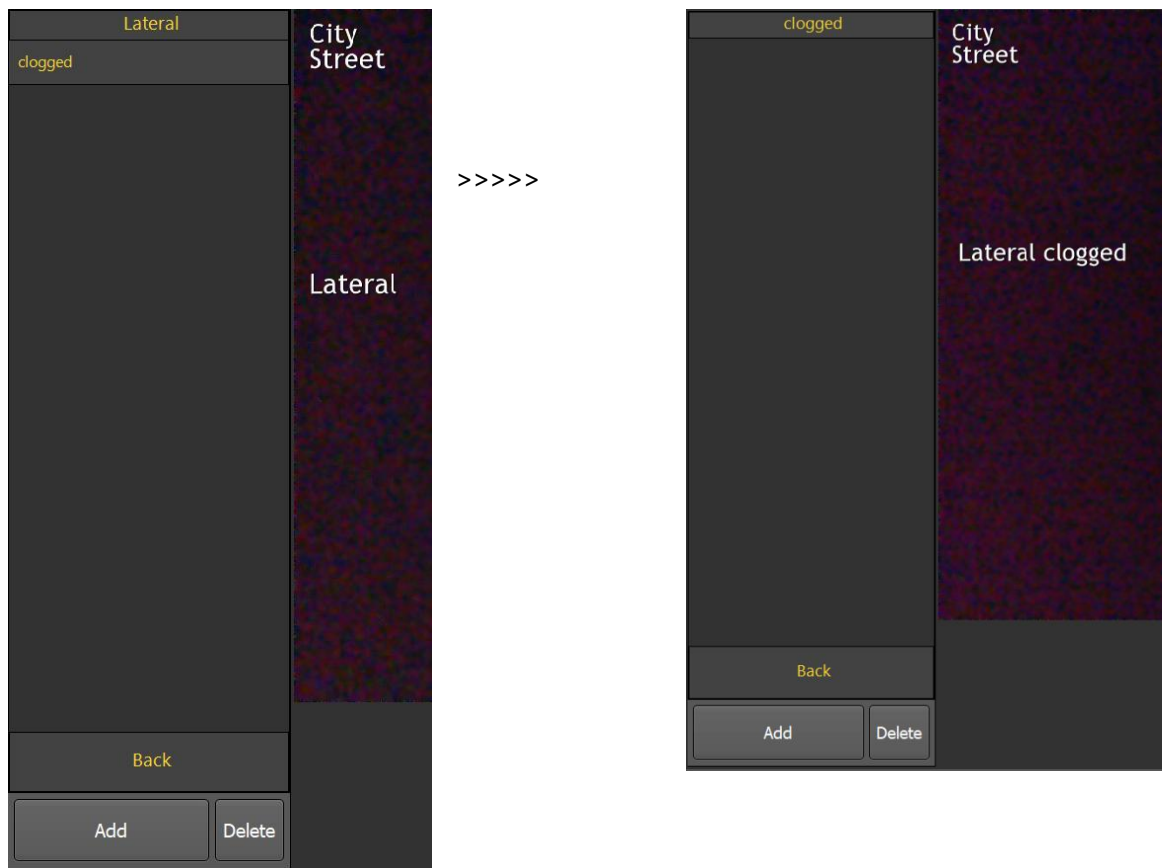 Lateral
clogged
Back
Add
Delete
City
Street
Lateral
>>>>>
clogged
Back
Add
Delete
City
Street
Lateral clogged